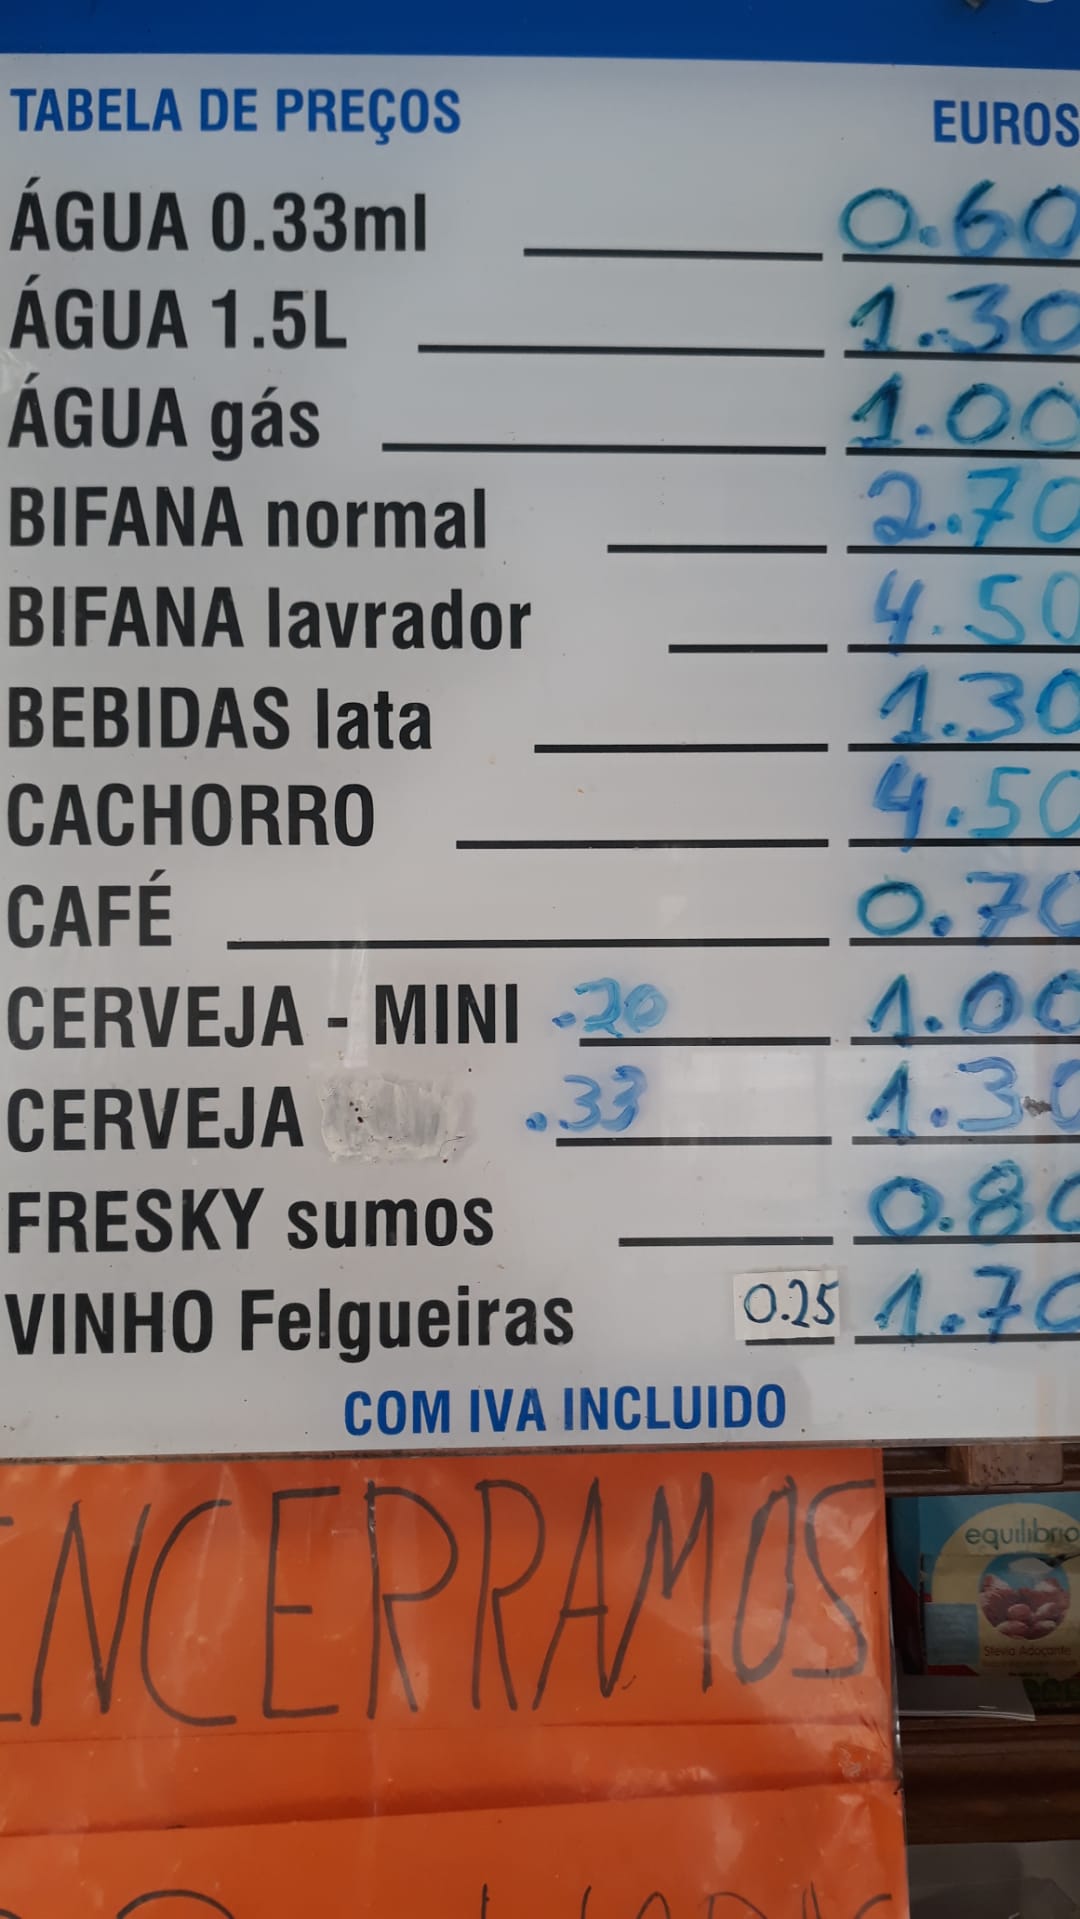 TABELA DE PREÇOS EUROS
ÁGUA 0.33ml 0.60
ÁGUA 1.5L 1.30
ÁGUA gás 1.00
BIFANA normal 2.70
BIFANA lavrador 4.50
BEBIDAS lata 1.30
CACHORRO 4.50
CAFÉ 0.70
CERVEJA - MINI .20 1.00
CERVEJA .33 1.30
FRESKY sumos 0.80
VINHO Felgueiras 0.25 1.70
COM IVA INCLUIDO
ENCERRAMOS
equilibrio
Stevia Adoçante